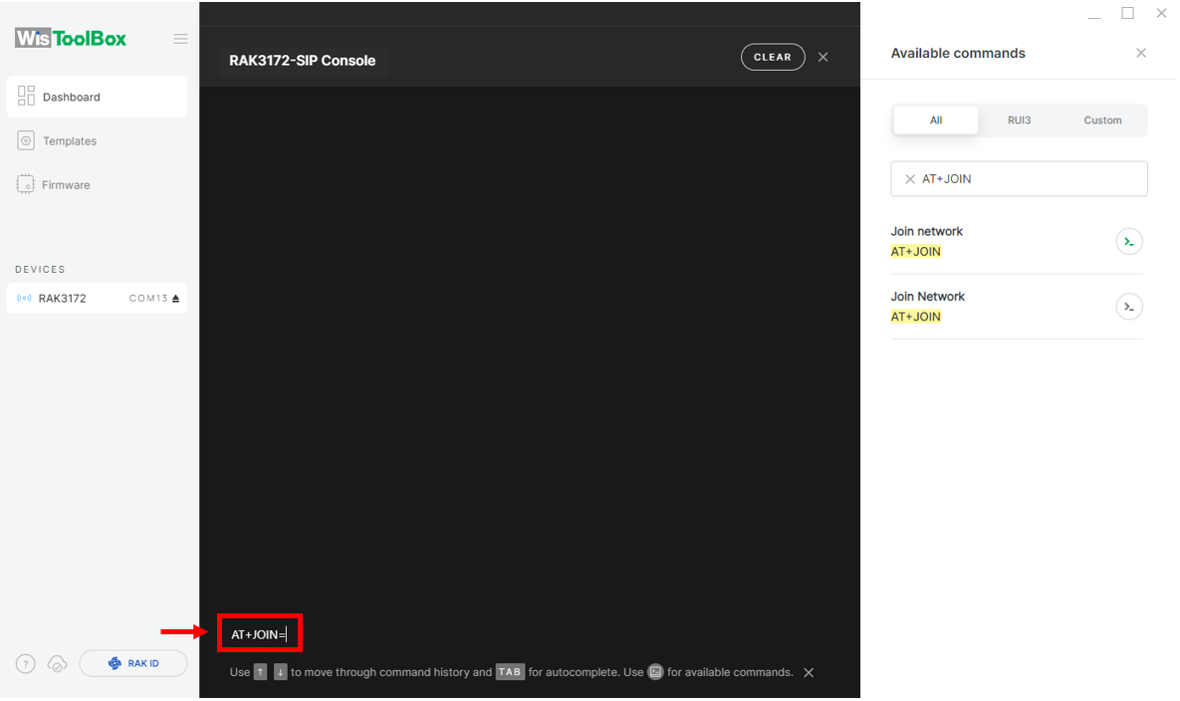 WisToolBox
Dashboard
Templates
Firmware
DEVICES
RAK3172 COM13
? RAK ID
RAK3172-SIP Console
CLEAR
AT+JOIN=
Use ↑ ↓ to move through command history and TAB for autocomplete. Use for available commands.
Available commands
All RUI3 Custom
AT+JOIN
Join network
AT+JOIN
Join Network
AT+JOIN